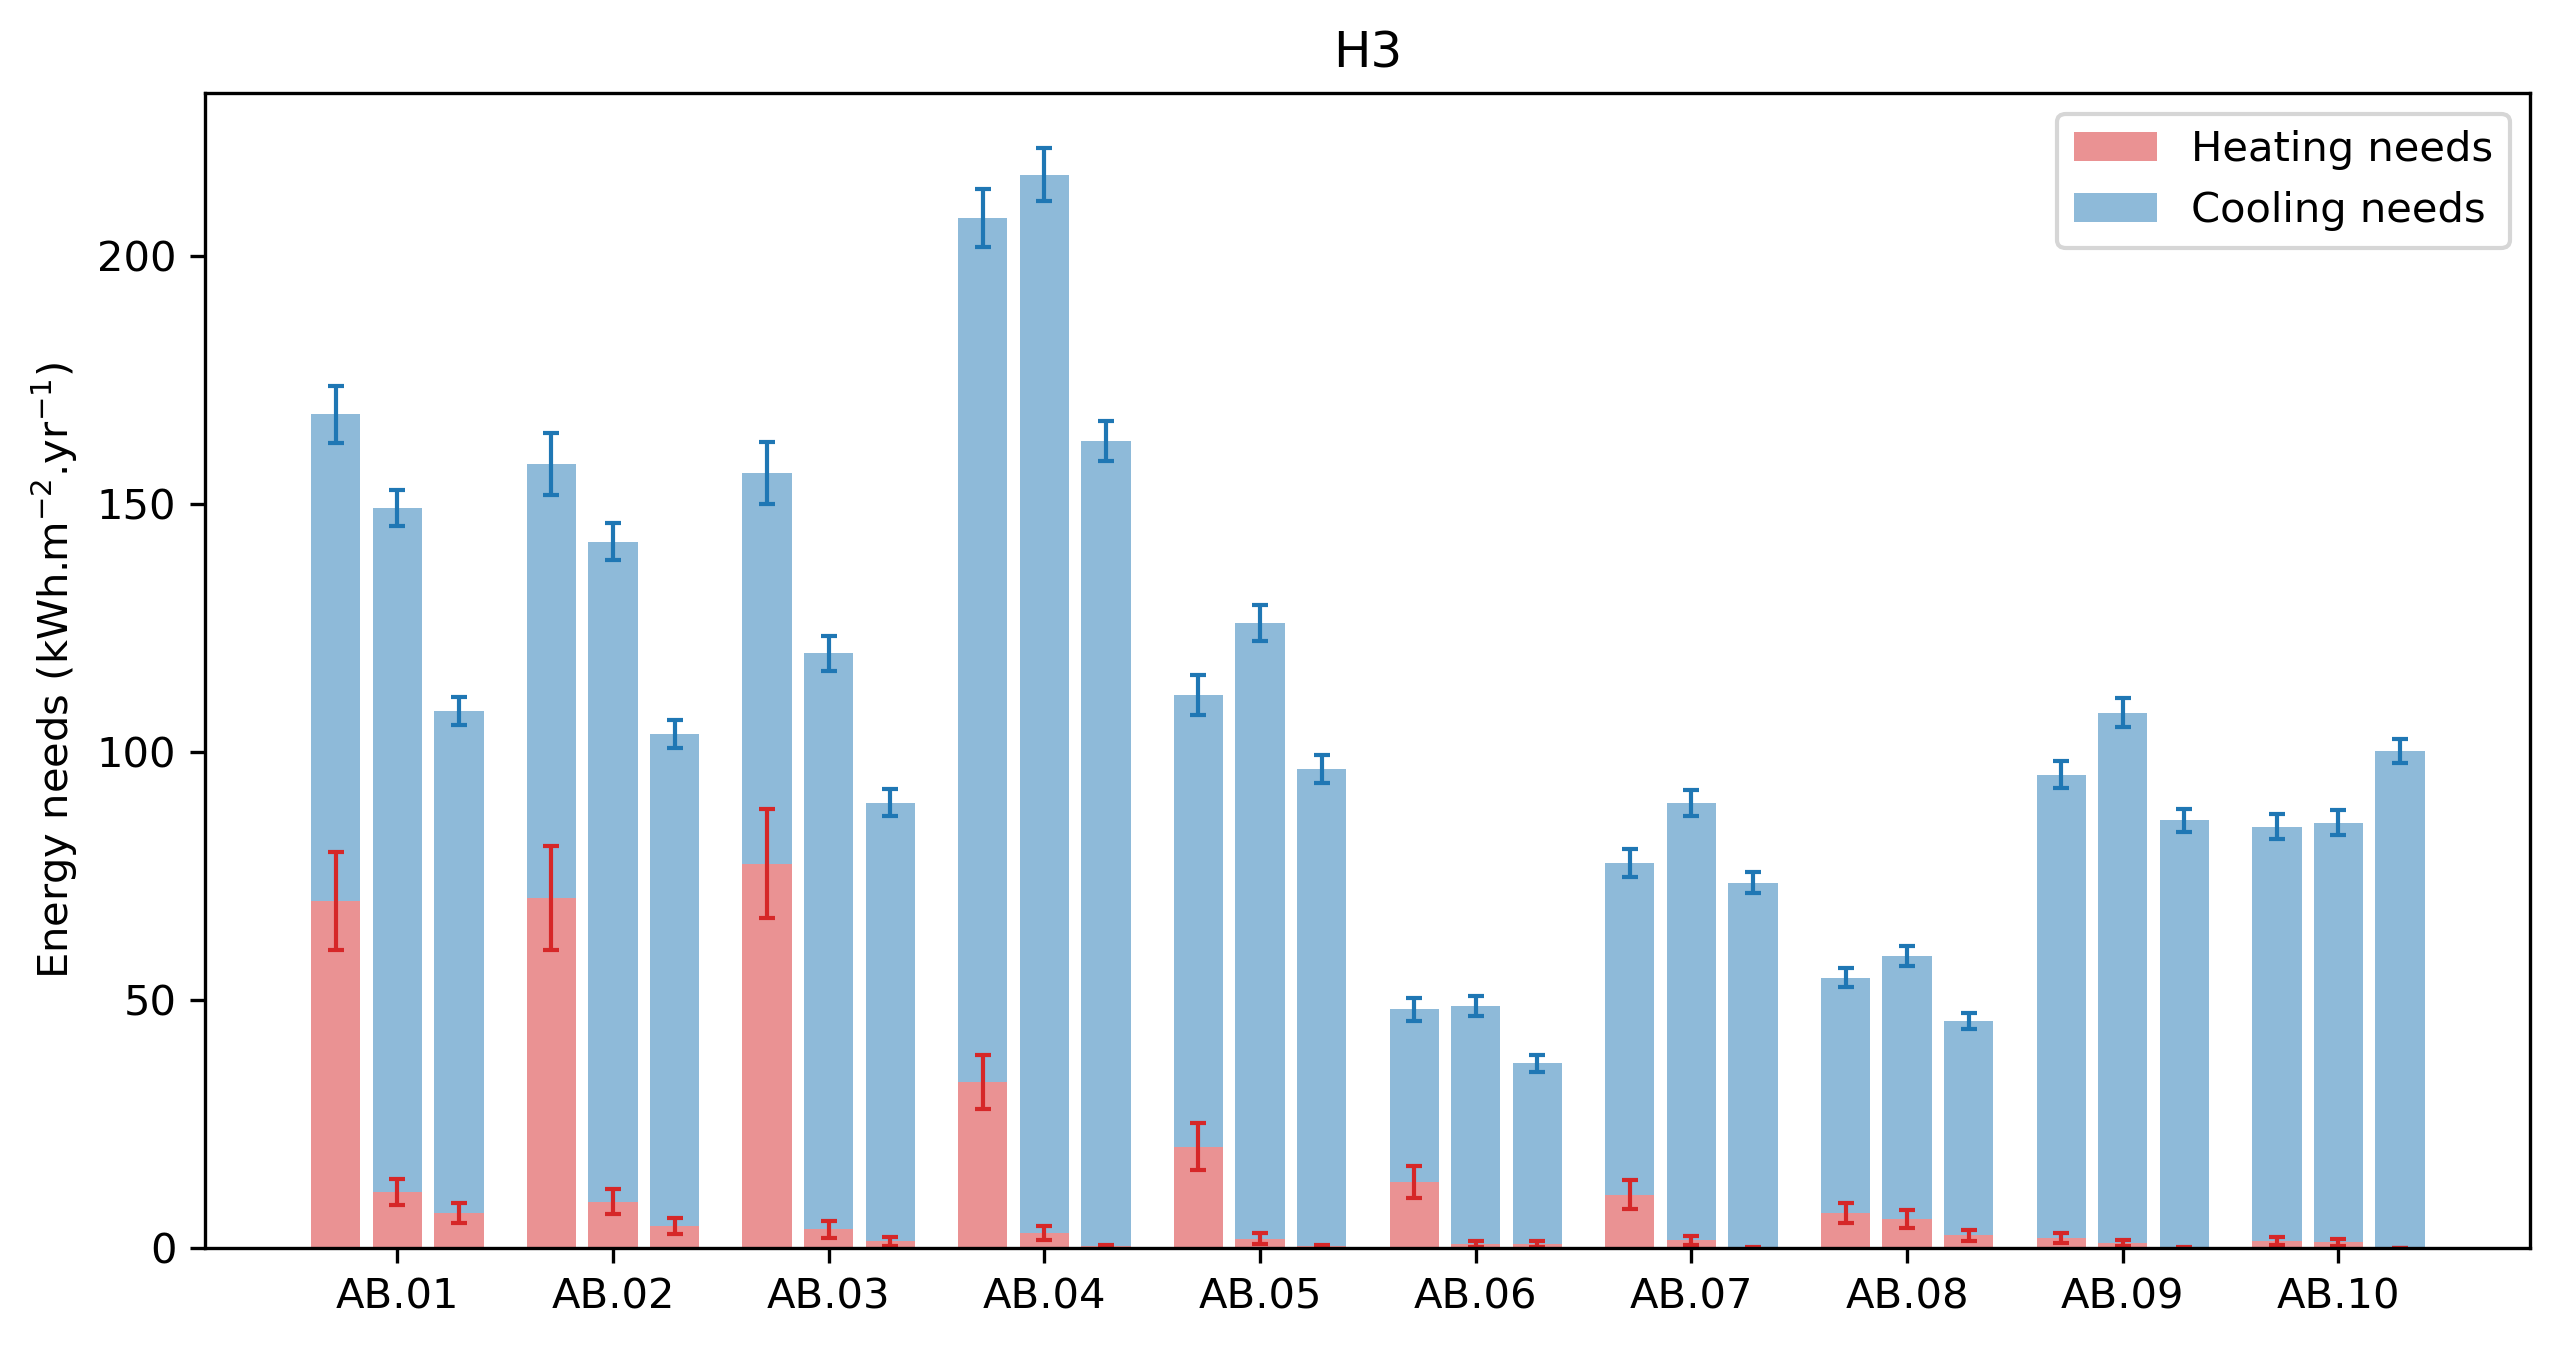 H3
Heating needs
Cooling needs
Energy needs (kWh.m⁻².yr⁻¹)
200
150
100
50
0
AB.01 AB.02 AB.03 AB.04 AB.05 AB.06 AB.07 AB.08 AB.09 AB.10